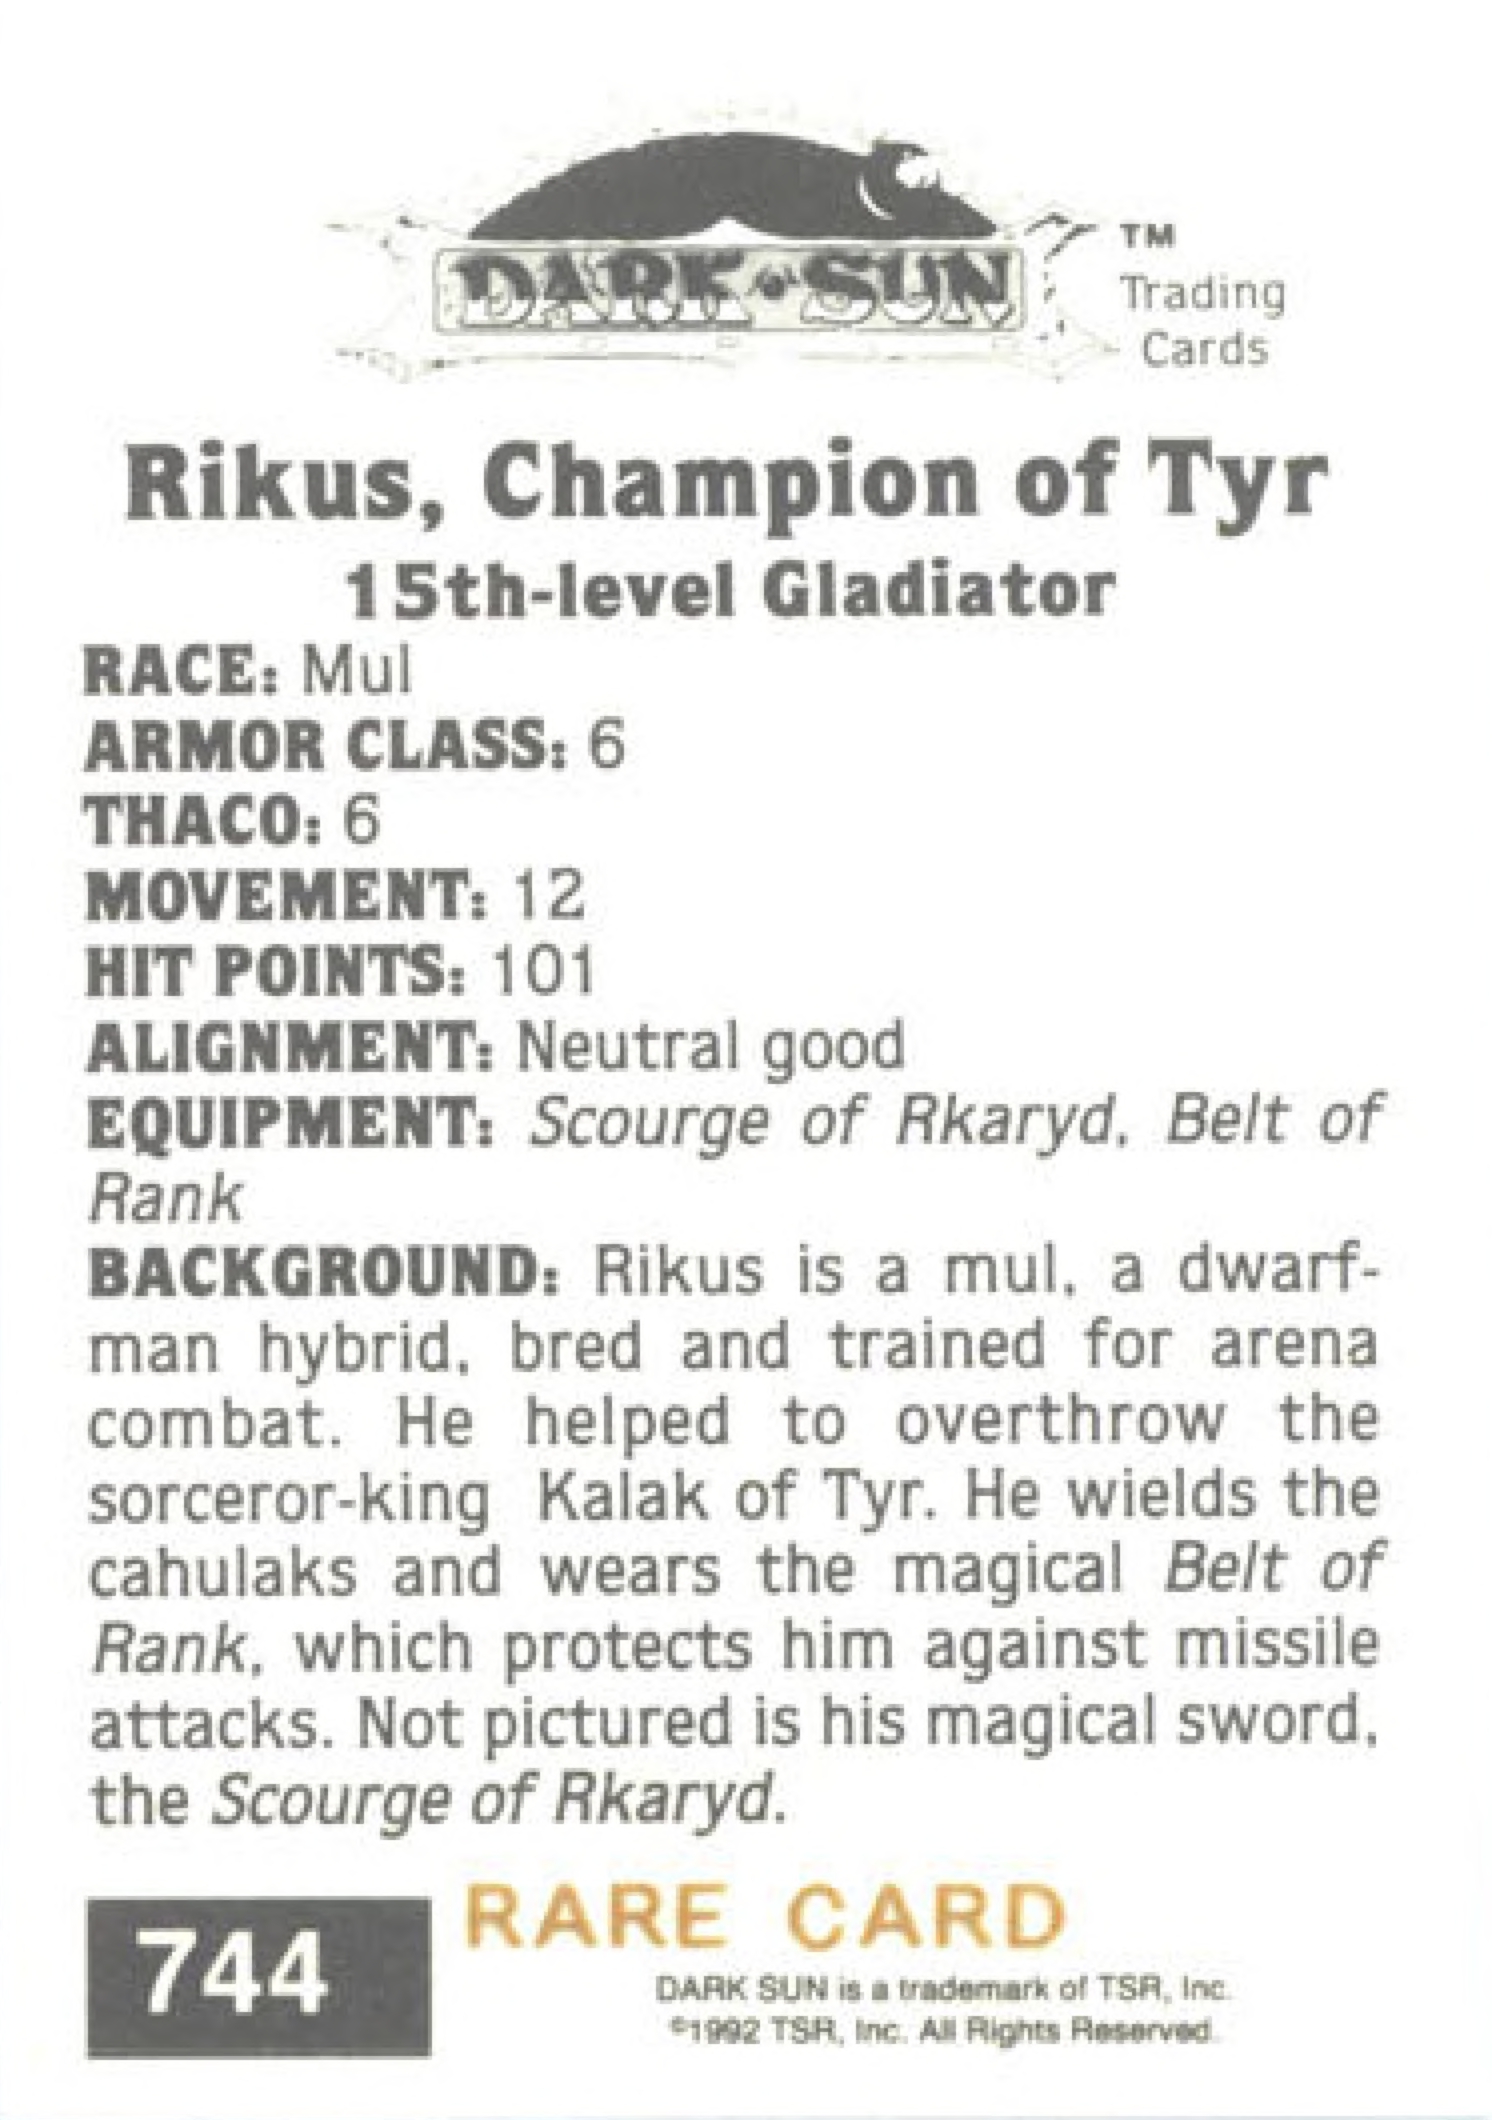 DARK SUN
TM
Trading
Cards
Rikus, Champion of Tyr
15th-level Gladiator
RACE: Mul
ARMOR CLASS: 6
THACO: 6
MOVEMENT: 12
HIT POINTS: 101
ALIGNMENT: Neutral good
EQUIPMENT: Scourge of Rkaryd, Belt of
Rank
BACKGROUND: Rikus is a mul, a dwarf-
man hybrid, bred and trained for arena
combat. He helped to overthrow the
sorceror-king Kalak of Tyr. He wields the
cahulaks and wears the magical Belt of
Rank, which protects him against missile
attacks. Not pictured is his magical sword,
the Scourge of Rkaryd.
744
RARE CARD
DARK SUN is a trademark of TSR, Inc.
©1992 TSR, Inc. All Rights Reserved.